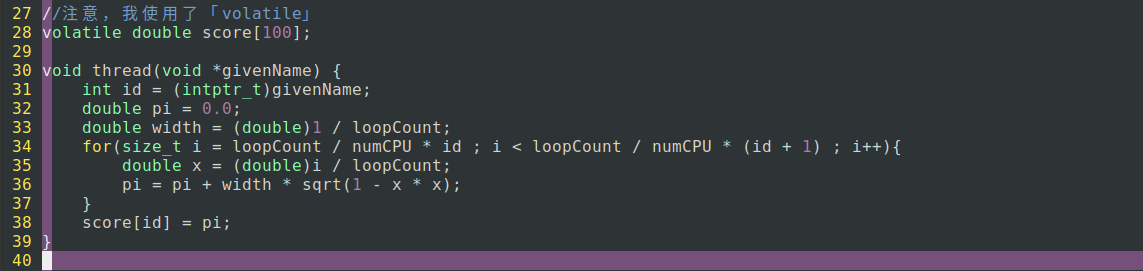 27 //注意，我使用了「volatile」
28 volatile double score[100];
29
30 void thread(void *givenName) {
31     int id = (intptr_t)givenName;
32     double pi = 0.0;
33     double width = (double)1 / loopCount;
34     for(size_t i = loopCount / numCPU * id ; i < loopCount / numCPU * (id + 1) ; i++){
35         double x = (double)i / loopCount;
36         pi = pi + width * sqrt(1 - x * x);
37     }
38     score[id] = pi;
39 }
40